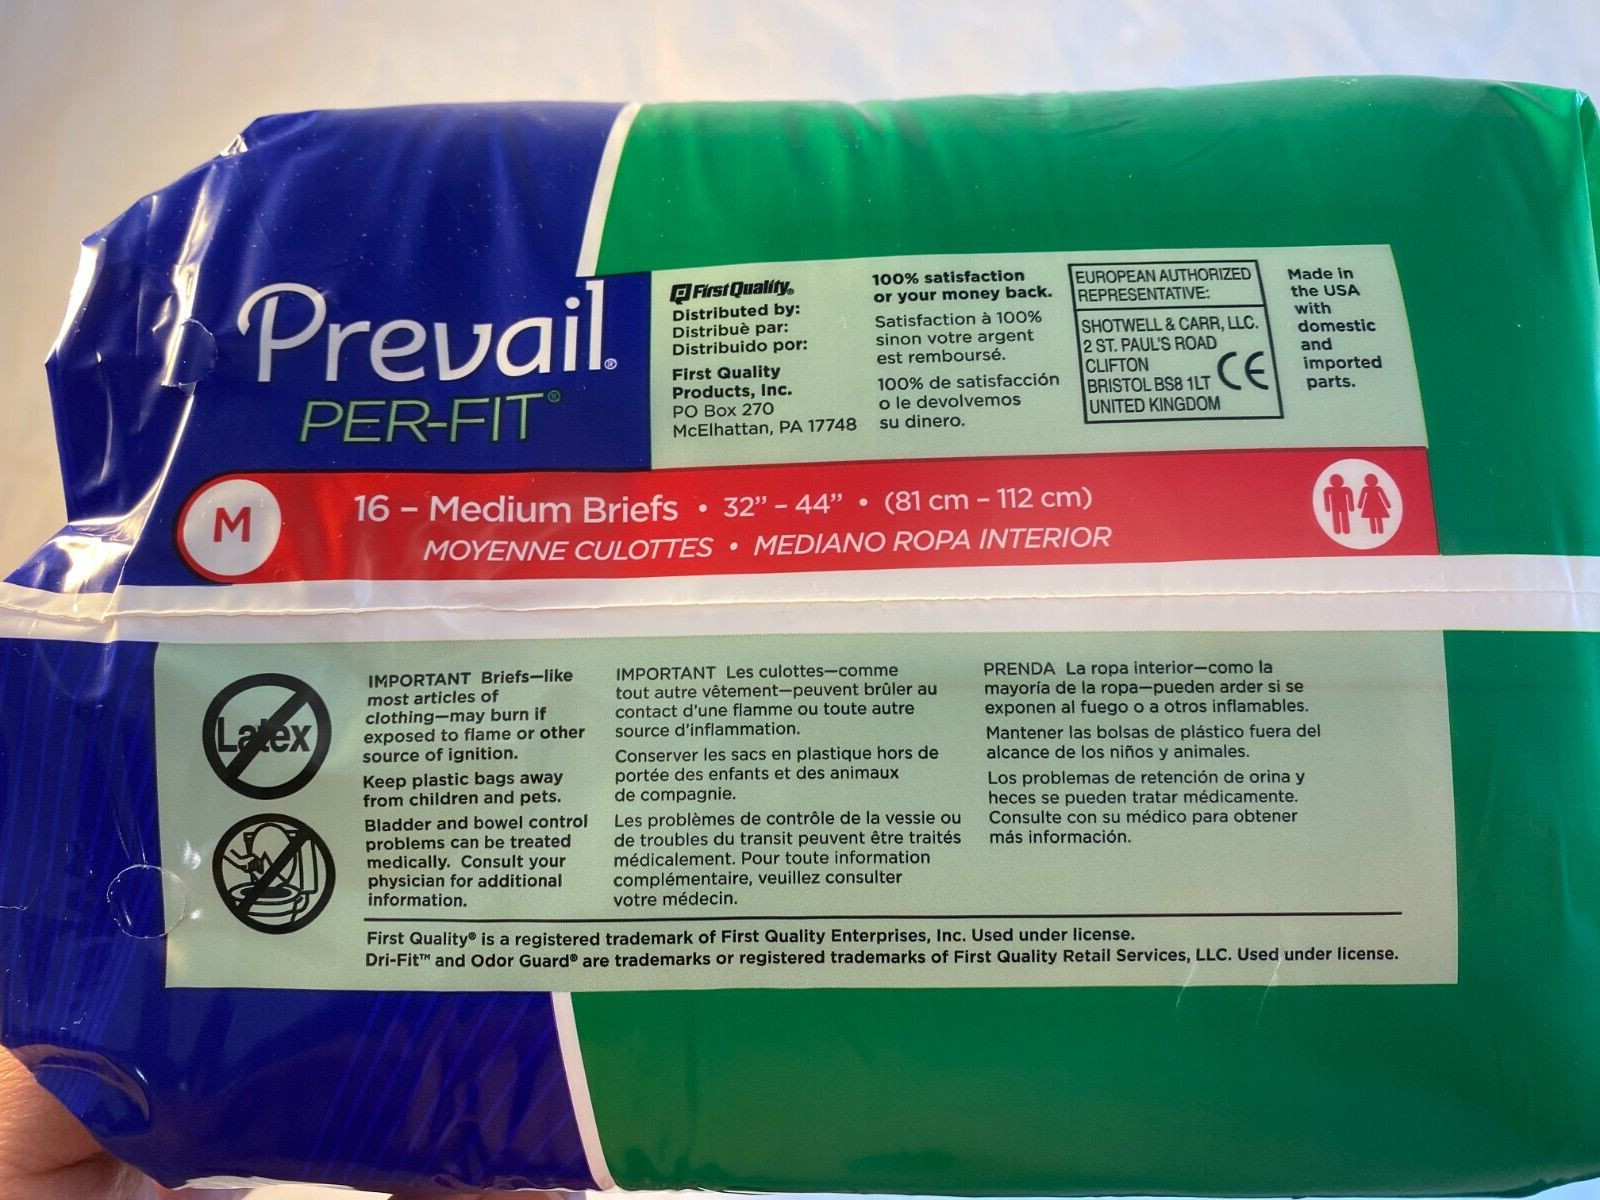 Prevail®
PER-FIT®
First Quality®
Distributed by:
Distribuè par:
Distribuido por:
First Quality
Products, Inc.
PO Box 270
McElhattan, PA 17748
100% satisfaction
or your money back.
Satisfaction à 100%
sinon votre argent
est remboursé.
100% de satisfacción
o le devolvemos
su dinero.
EUROPEAN AUTHORIZED
REPRESENTATIVE:
SHOTWELL & CARR, LLC.
2 ST. PAUL'S ROAD
CLIFTON
BRISTOL BS8 1LT
UNITED KINGDOM
CE
Made in
the USA
with
domestic
and
imported
parts.
M
16 – Medium Briefs • 32" – 44" • (81 cm – 112 cm)
MOYENNE CULOTTES • MEDIANO ROPA INTERIOR
Latex
IMPORTANT Briefs—like
most articles of
clothing—may burn if
exposed to flame or other
source of ignition.
Keep plastic bags away
from children and pets.
Bladder and bowel control
problems can be treated
medically. Consult your
physician for additional
information.
IMPORTANT Les culottes—comme
tout autre vêtement—peuvent brûler au
contact d'une flamme ou toute autre
source d'inflammation.
Conserver les sacs en plastique hors de
portée des enfants et des animaux
de compagnie.
Les problèmes de contrôle de la vessie ou
de troubles du transit peuvent être traités
médicalement. Pour toute information
complémentaire, veuillez consulter
votre médecin.
PRENDA La ropa interior—como la
mayoría de la ropa—pueden arder si se
exponen al fuego o a otros inflamables.
Mantener las bolsas de plástico fuera del
alcance de los niños y animales.
Los problemas de retención de orina y
heces se pueden tratar médicamente.
Consulte con su médico para obtener
más información.
First Quality® is a registered trademark of First Quality Enterprises, Inc. Used under license.
Dri-Fit™ and Odor Guard® are trademarks or registered trademarks of First Quality Retail Services, LLC. Used under license.